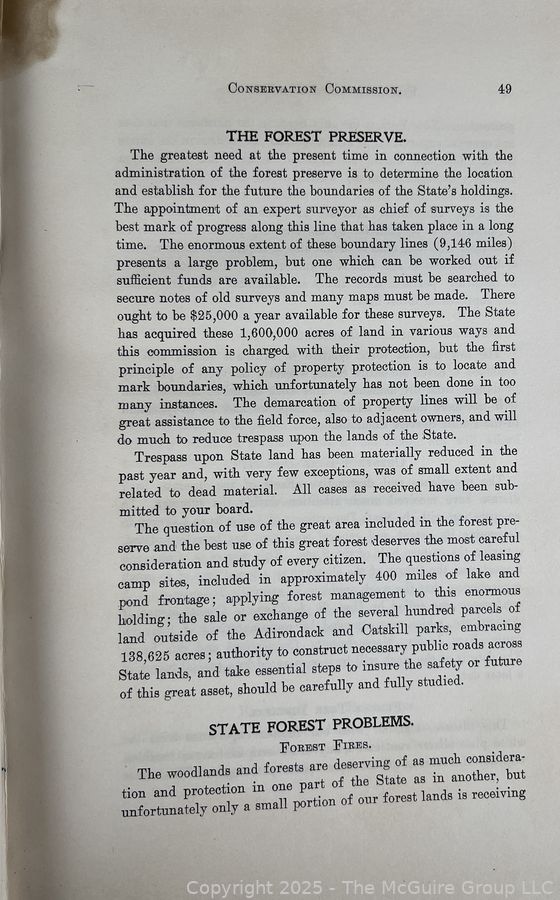 CONSERVATION COMMISSION. 49
THE FOREST PRESERVE.
The greatest need at the present time in connection with the
administration of the forest preserve is to determine the location
and establish for the future the boundaries of the State's holdings.
The appointment of an expert surveyor as chief of surveys is the
best mark of progress along this line that has taken place in a long
time. The enormous extent of these boundary lines (9,146 miles)
presents a large problem, but one which can be worked out if
sufficient funds are available. The records must be searched to
secure notes of old surveys and many maps must be made. There
ought to be $25,000 a year available for these surveys. The State
has acquired these 1,600,000 acres of land in various ways and
this commission is charged with their protection, but the first
principle of any policy of property protection is to locate and
mark boundaries, which unfortunately has not been done in too
many instances. The demarcation of property lines will be of
great assistance to the field force, also to adjacent owners, and will
do much to reduce trespass upon the lands of the State.
Trespass upon State land has been materially reduced in the
past year and, with very few exceptions, was of small extent and
related to dead material. All cases as received have been sub-
mitted to your board.
The question of use of the great area included in the forest pre-
serve and the best use of this great forest deserves the most careful
consideration and study of every citizen. The questions of leasing
camp sites, included in approximately 400 miles of lake and
pond frontage; applying forest management to this enormous
holding; the sale or exchange of the several hundred parcels of
land outside of the Adirondack and Catskill parks, embracing
138,625 acres; authority to construct necessary public roads across
State lands, and take essential steps to insure the safety or future
of this great asset, should be carefully and fully studied.
STATE FOREST PROBLEMS.
FOREST FIRES.
The woodlands and forests are deserving of as much considera-
tion and protection in one part of the State as in another, but
unfortunately only a small portion of our forest lands is receiving
Copyright 2025 - The McGuire Group LLC